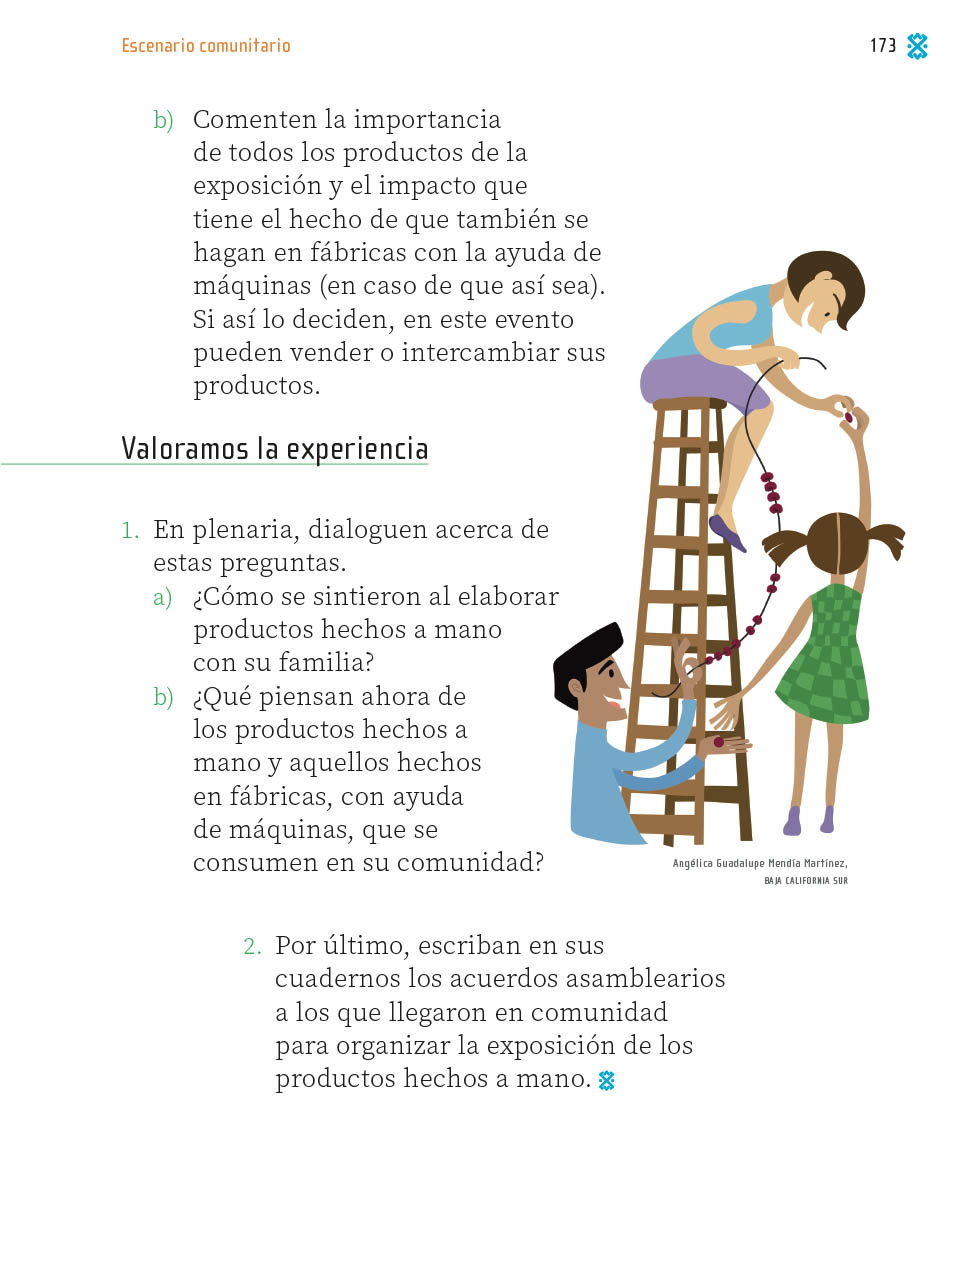 Escenario comunitario
173
b) Comenten la importancia
de todos los productos de la
exposición y el impacto que
tiene el hecho de que también se
hagan en fábricas con la ayuda de
máquinas (en caso de que así sea).
Si así lo deciden, en este evento
pueden vender o intercambiar sus
productos.
Valoramos la experiencia
1. En plenaria, dialoguen acerca de
estas preguntas.
a) ¿Cómo se sintieron al elaborar
productos hechos a mano
con su familia?
b) ¿Qué piensan ahora de
los productos hechos a
mano y aquellos hechos
en fábricas, con ayuda
de máquinas, que se
consumen en su comunidad?
Angélica Guadalupe Mendía Martínez,
BAJA CALIFORNIA SUR
2. Por último, escriban en sus
cuadernos los acuerdos asamblearios
a los que llegaron en comunidad
para organizar la exposición de los
productos hechos a mano.